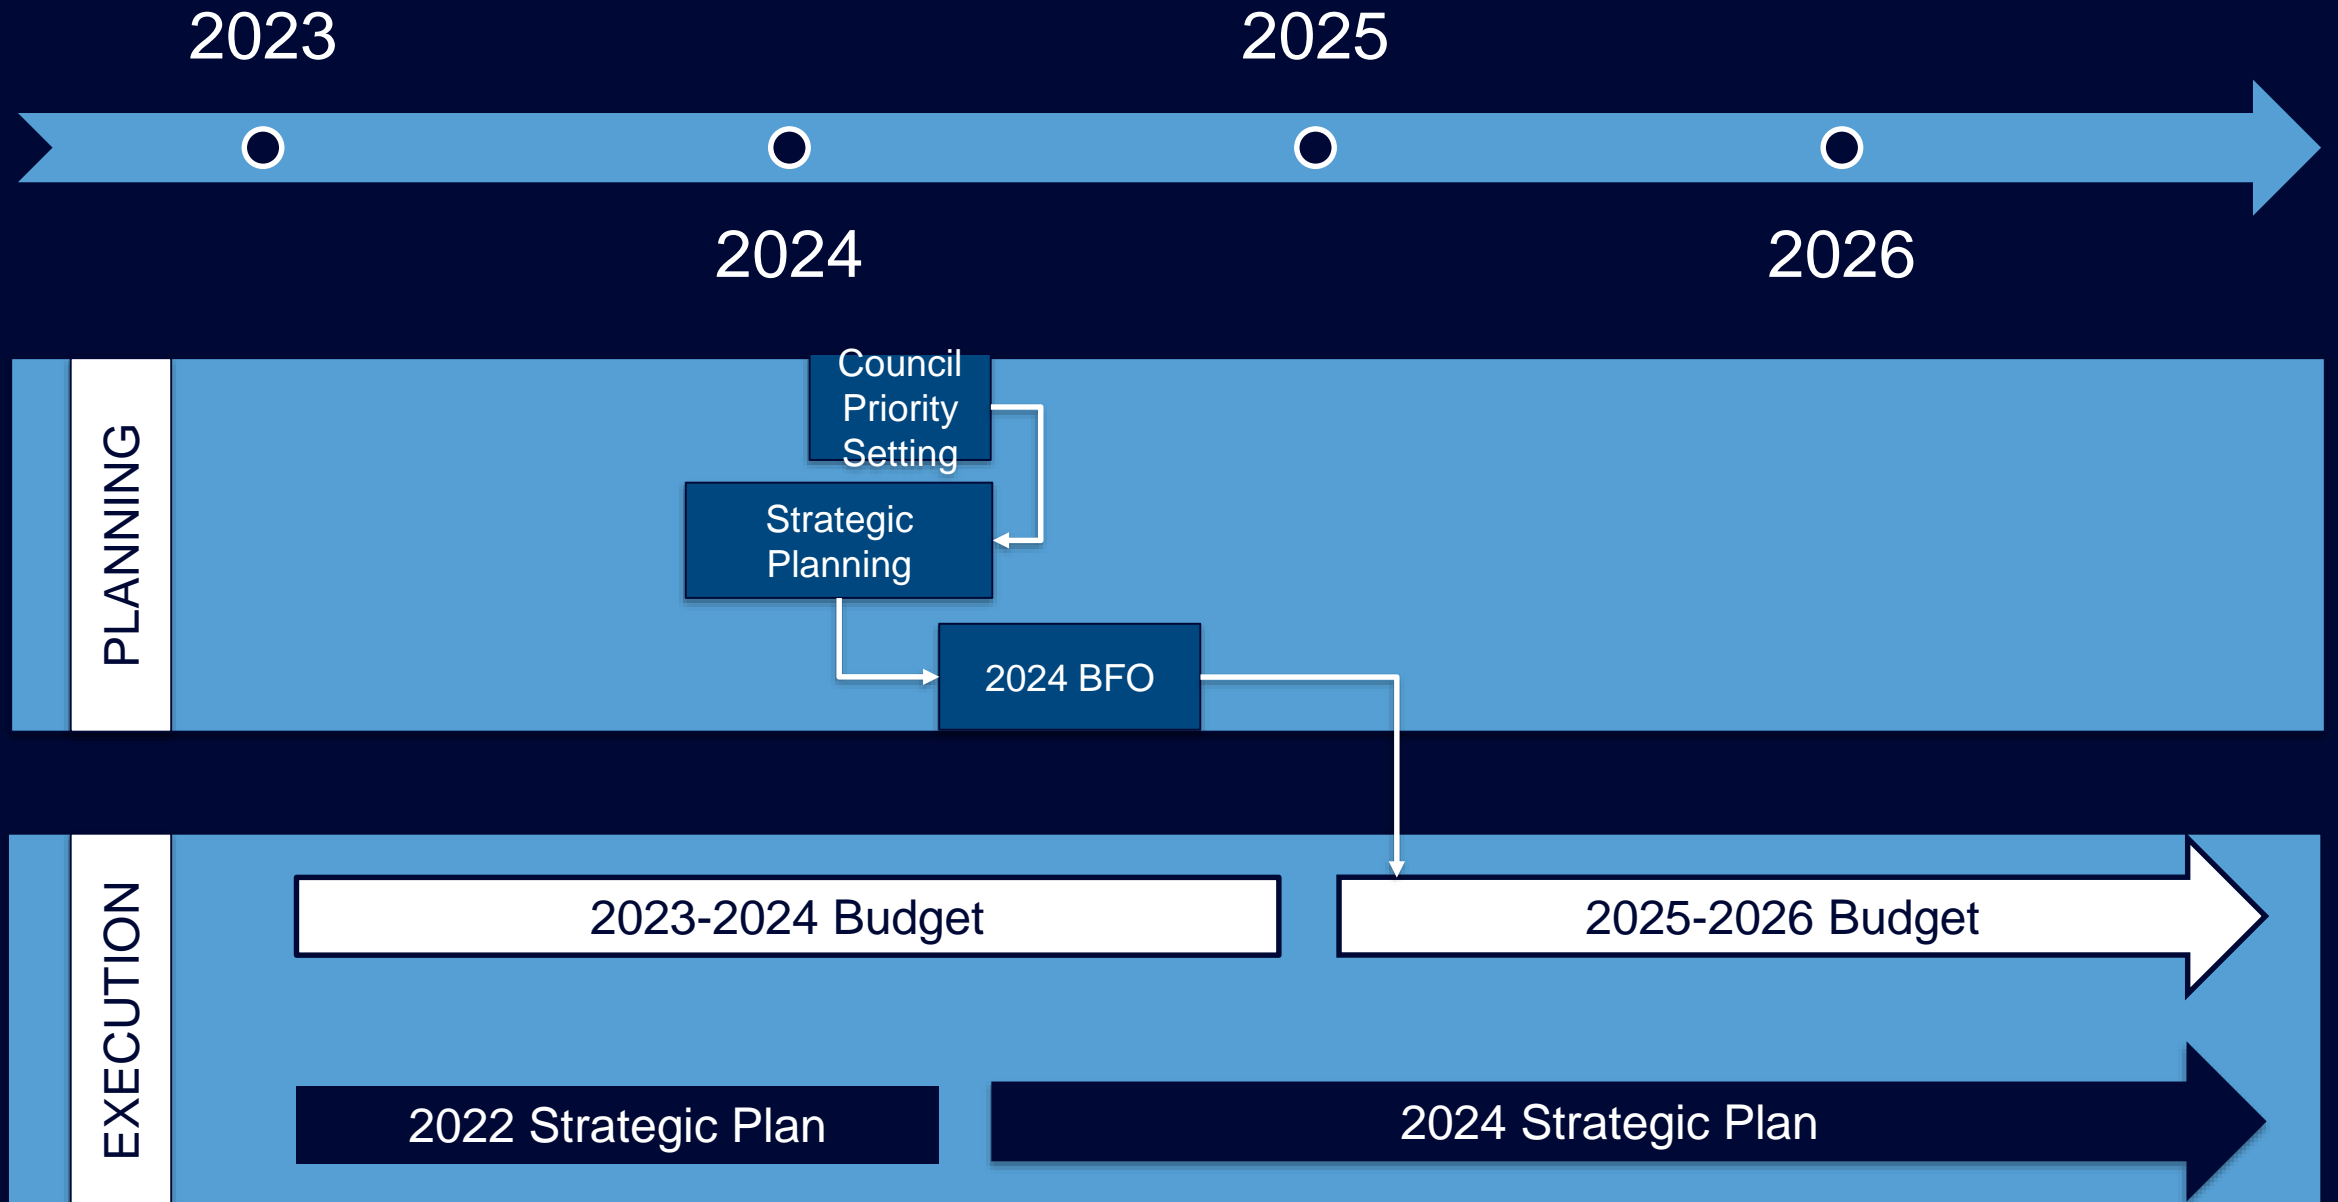 2023
2025
2024
2026
PLANNING
Council
Priority
Setting
Strategic
Planning
2024 BFO
EXECUTION
2023-2024 Budget
2025-2026 Budget
2022 Strategic Plan
2024 Strategic Plan